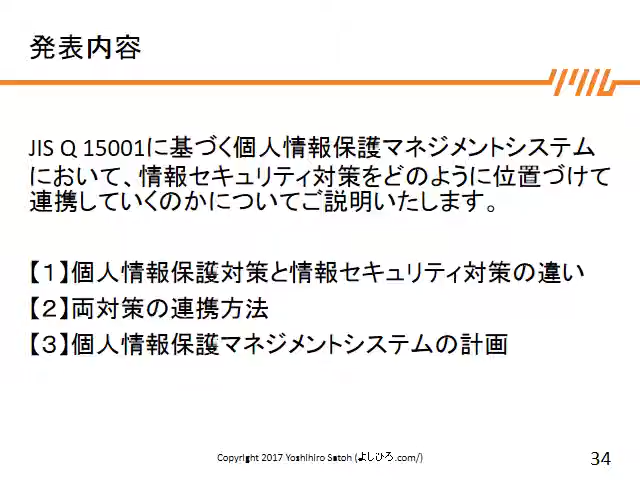 発表内容
JIS Q 15001に基づく個人情報保護マネジメントシステム
において、情報セキュリティ対策をどのように位置づけて
連携していくのかについてご説明いたします。
【１】個人情報保護対策と情報セキュリティ対策の違い
【２】両対策の連携方法
【３】個人情報保護マネジメントシステムの計画
Copyright 2017 Yoshihiro Satoh (よしひろ.com/)
34